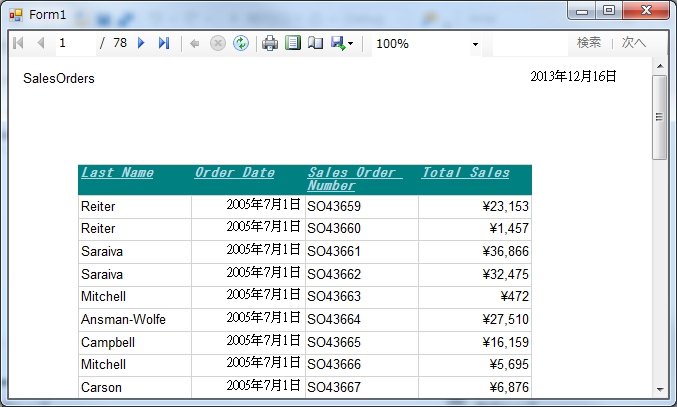 Form1
1 / 78 100% 検索 | 次へ
SalesOrders 2013年12月16日
Last Name Order Date Sales Order Number Total Sales
Reiter 2005年7月1日 SO43659 ¥23,153
Reiter 2005年7月1日 SO43660 ¥1,457
Saraiva 2005年7月1日 SO43661 ¥36,866
Saraiva 2005年7月1日 SO43662 ¥32,475
Mitchell 2005年7月1日 SO43663 ¥472
Ansman-Wolfe 2005年7月1日 SO43664 ¥27,510
Campbell 2005年7月1日 SO43665 ¥16,159
Mitchell 2005年7月1日 SO43666 ¥5,695
Carson 2005年7月1日 SO43667 ¥6,876